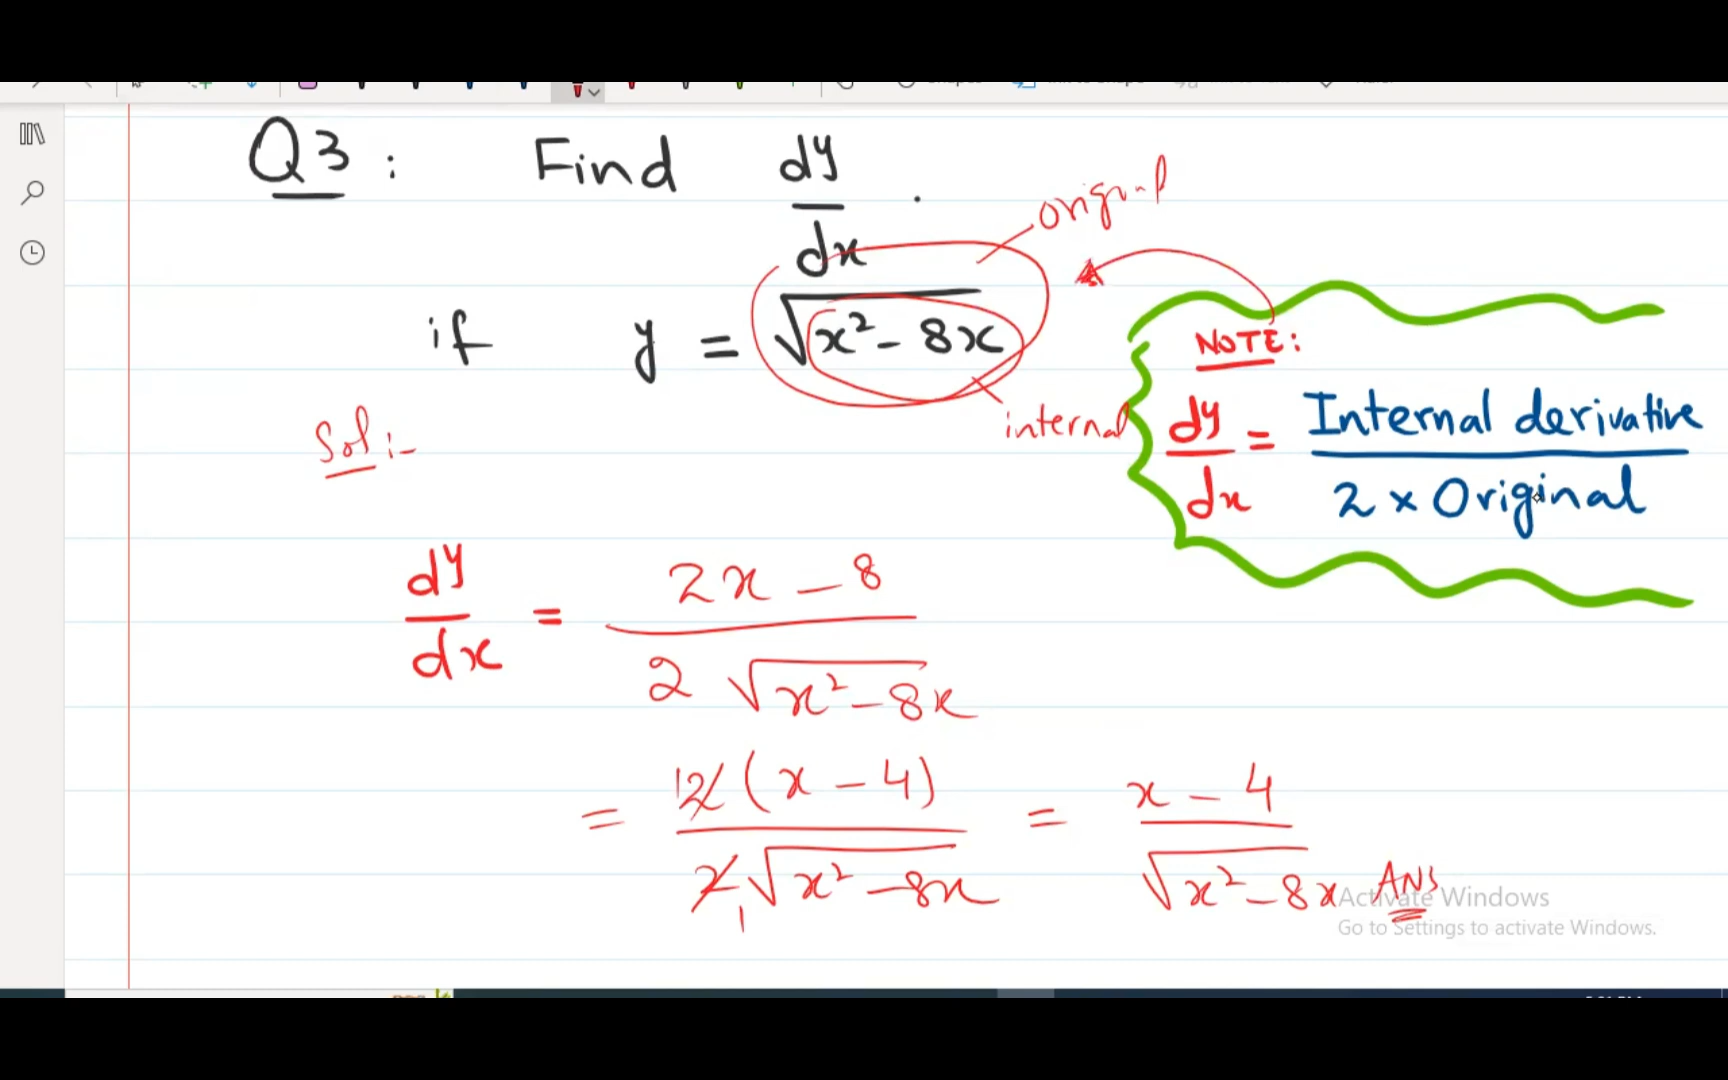 Q3: Find dy/dx .
if y = √(x² - 8x)
original
internal
NOTE:
dy/dx = Internal derivative / 2 × Original
Sol:-
dy/dx = 2x - 8 / 2 √(x² - 8x)
= 12(x - 4) / 2 1 √(x² - 8x) = x - 4 / √(x² - 8x) ANS
Activate Windows
Go to Settings to activate Windows.